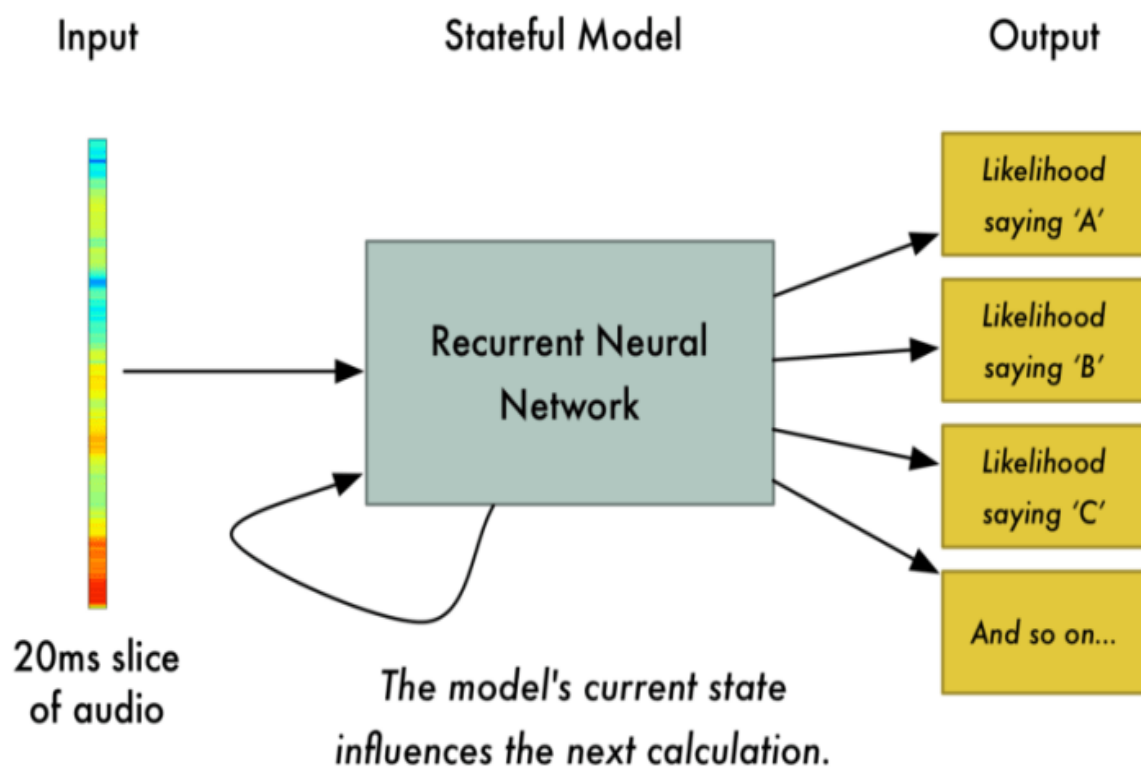 Input
Stateful Model
Output
Likelihood
saying ‘A’
Likelihood
saying ‘B’
Recurrent Neural
Network
Likelihood
saying ‘C’
And so on...
20ms slice
of audio
The model's current state
influences the next calculation.